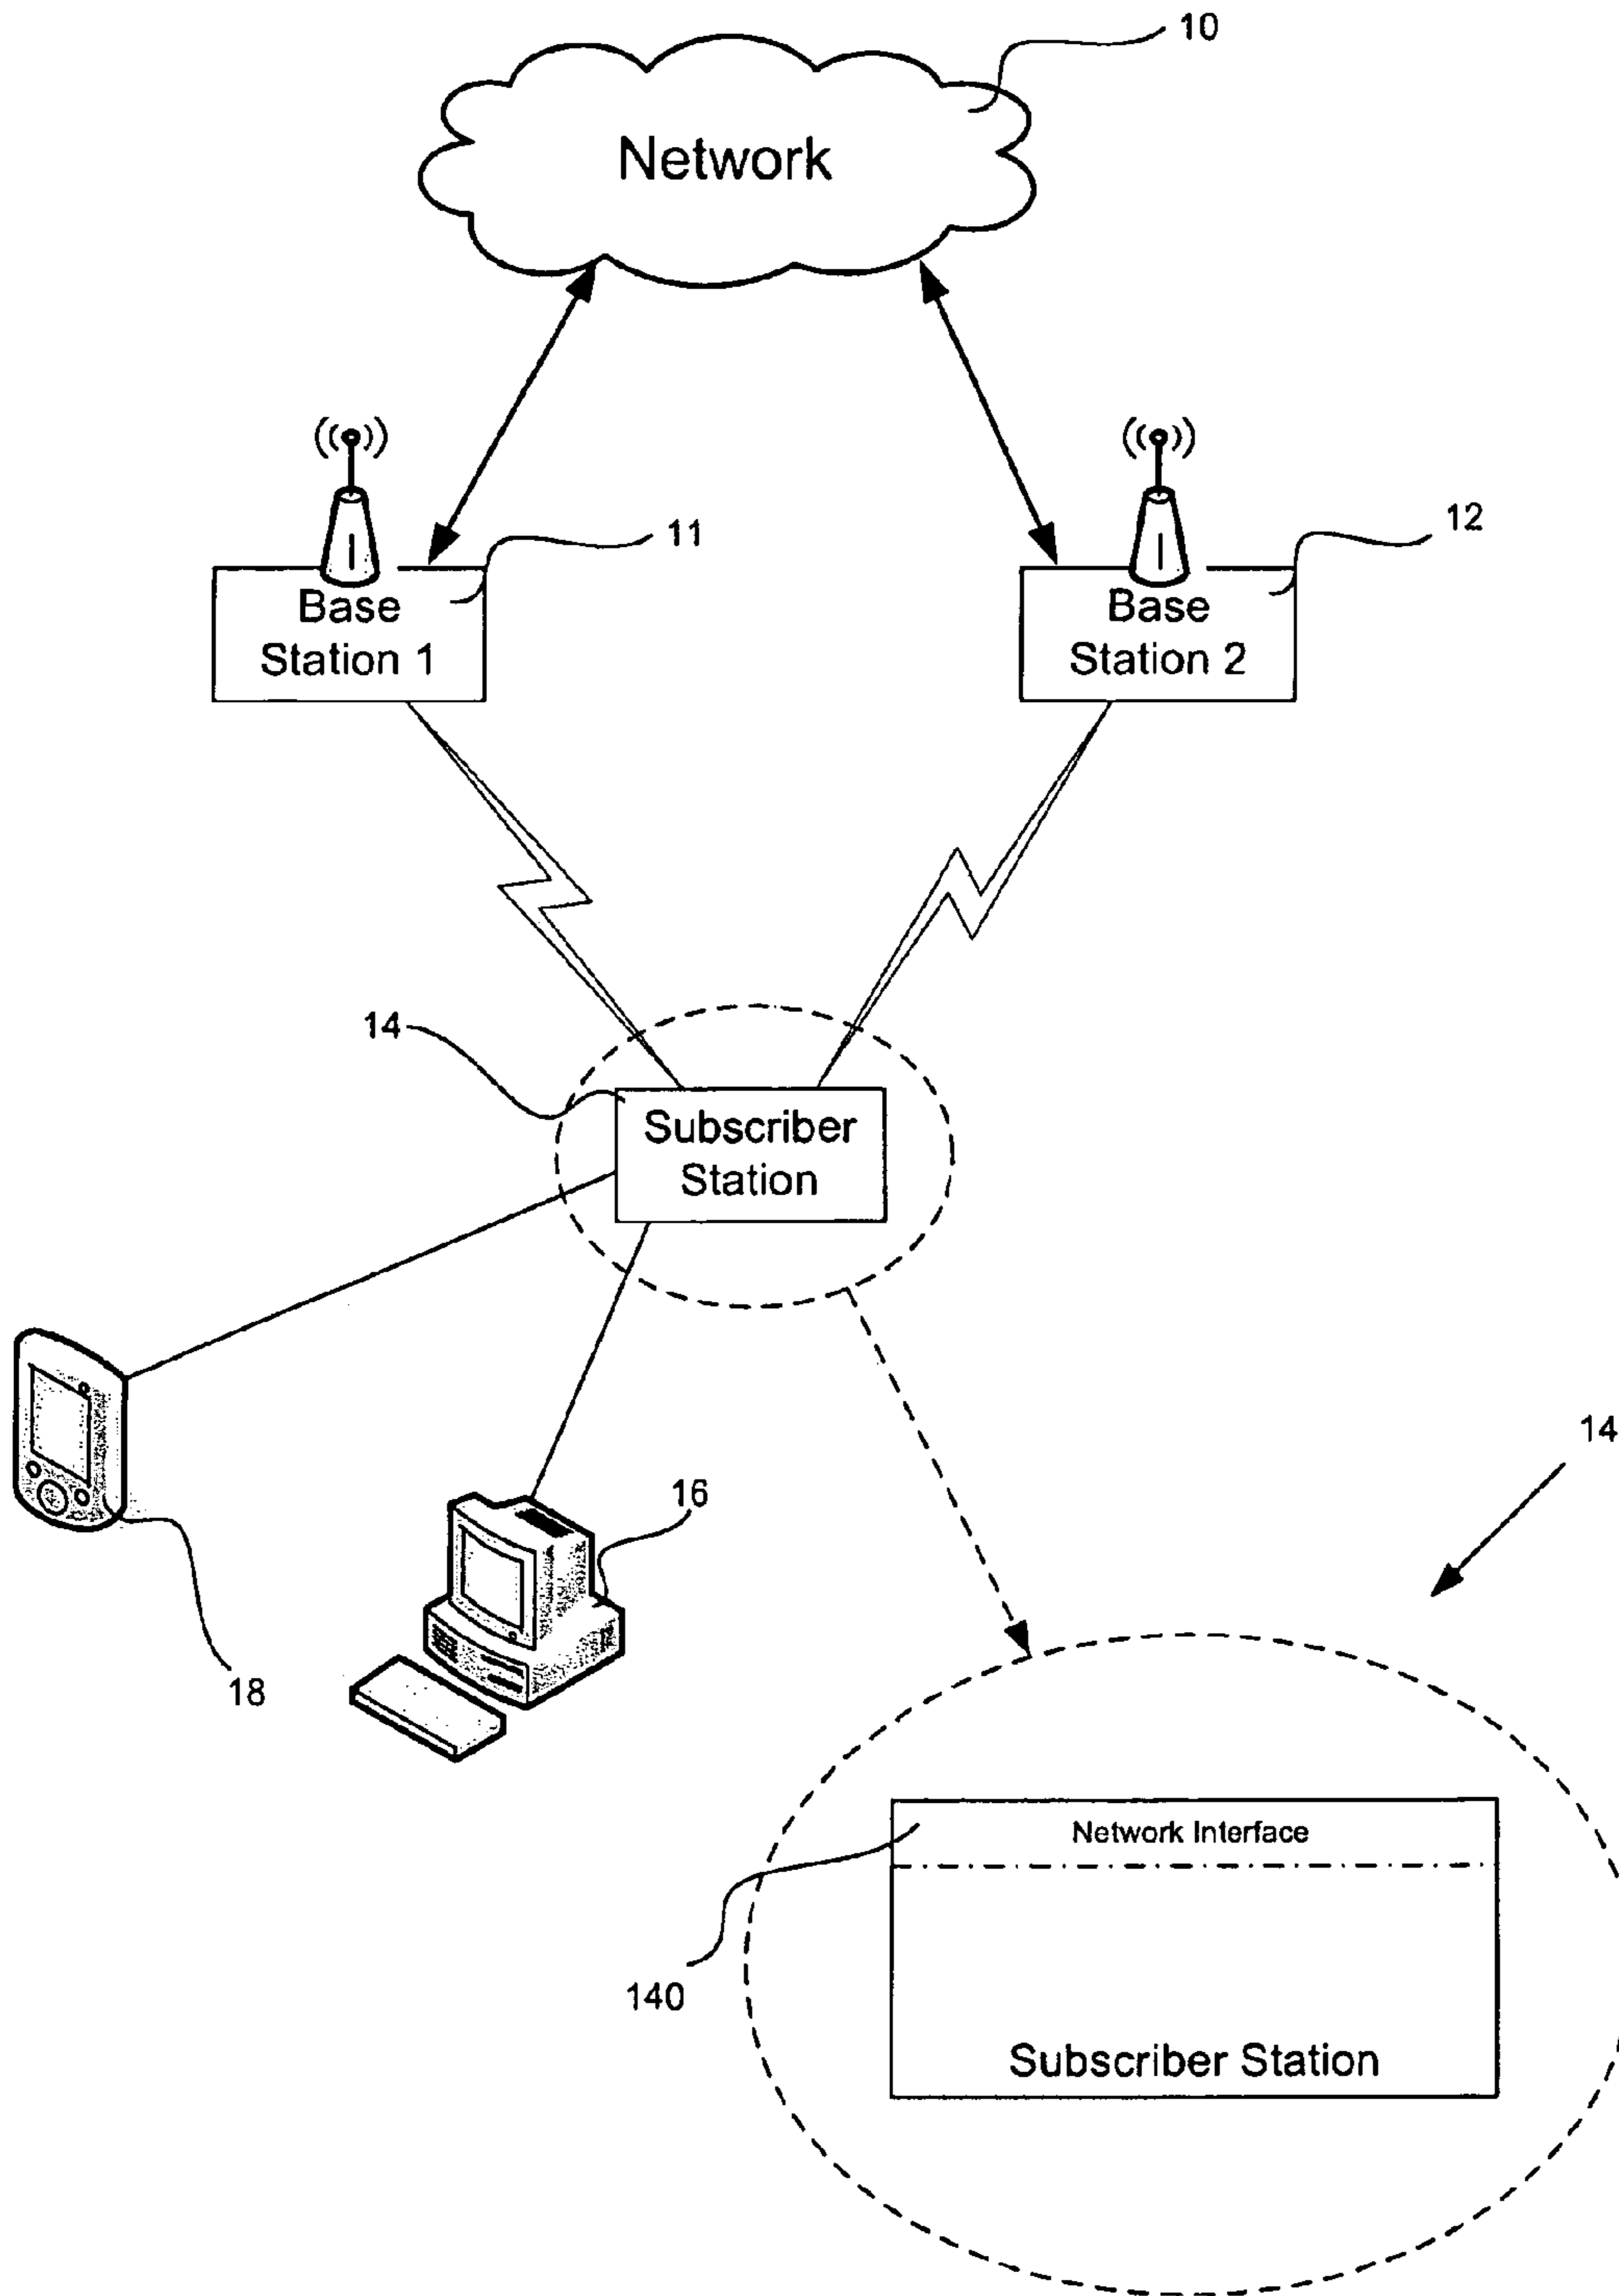 10
Network
11
12
Base
Station 1
Base
Station 2
14
Subscriber
Station
14
16
18
Network Interface
140
Subscriber Station